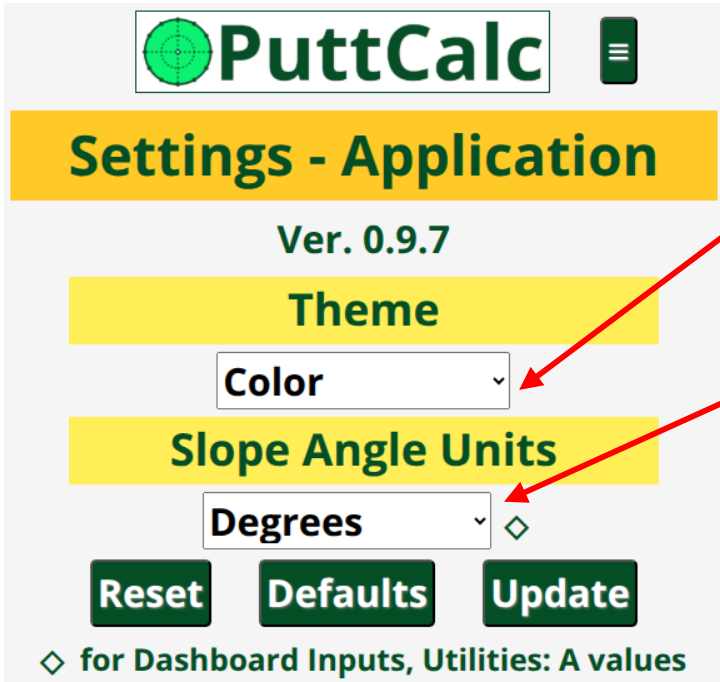 PuttCalc ≡
Settings - Application
Ver. 0.9.7
Theme
Color
Slope Angle Units
Degrees ◇
Reset Defaults Update
◇ for Dashboard Inputs, Utilities: A values